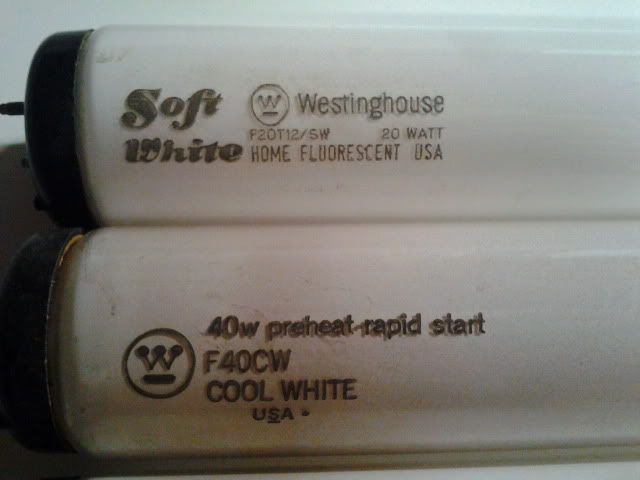 Soft White
W Westinghouse
F20T12/SW 20 WATT
HOME FLUORESCENT USA
40w preheat-rapid start
F40CW
COOL WHITE
USA •